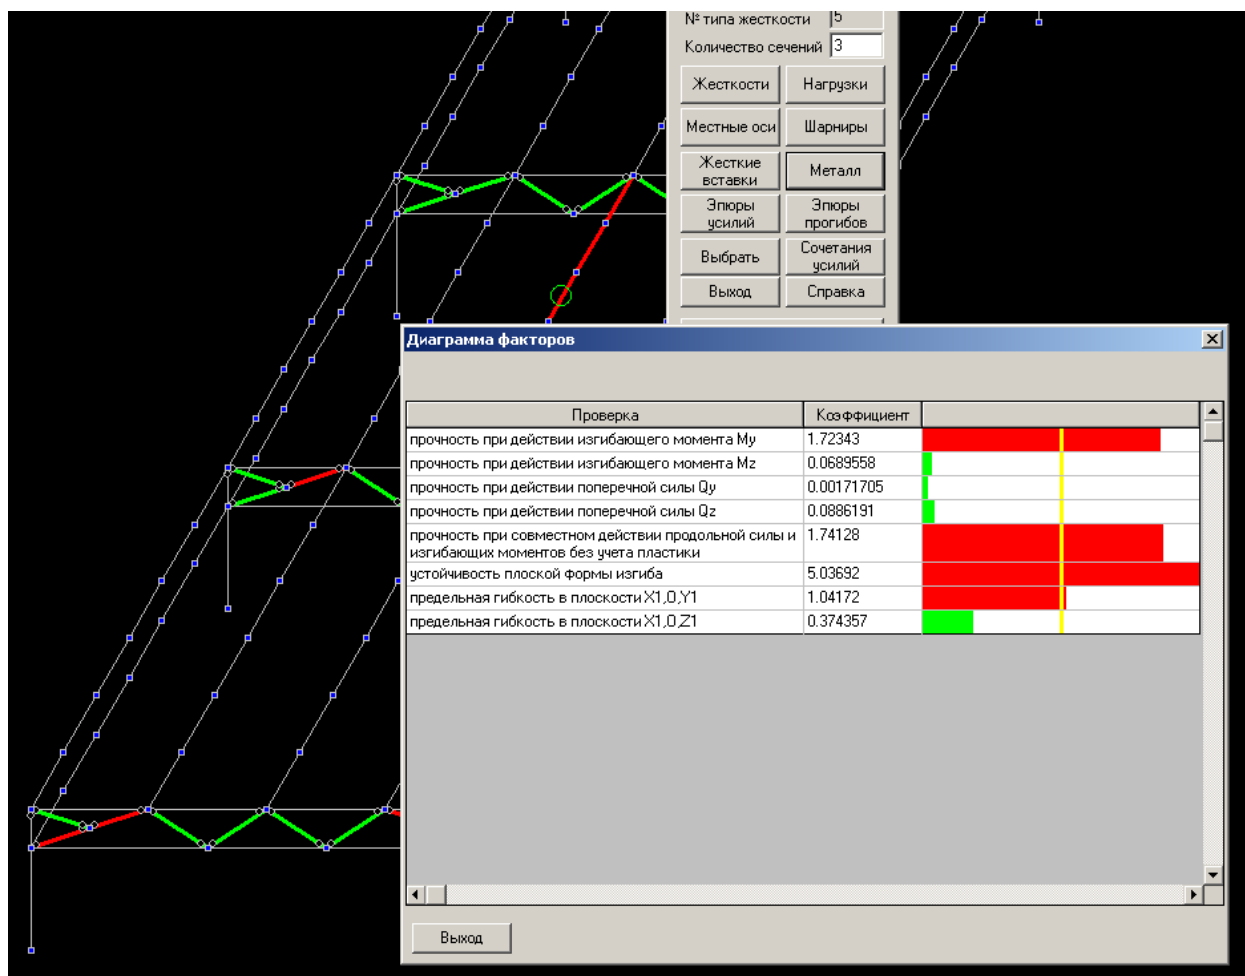 № типа жесткости 5
Количество сечений 3
Жесткости Нагрузки
Местные оси Шарниры
Жесткие вставки Металл
Эпюры усилий Эпюры прогибов
Выбрать Сочетания усилий
Выход Справка
Диаграмма факторов
Проверка Коэффициент
прочность при действии изгибающего момента My 1.72343
прочность при действии изгибающего момента Mz 0.0689558
прочность при действии поперечной силы Qy 0.00171705
прочность при действии поперечной силы Qz 0.0886191
прочность при совместном действии продольной силы и 1.74128
изгибающих моментов без учета пластики
устойчивость плоской формы изгиба 5.03692
предельная гибкость в плоскости X1,O,Y1 1.04172
предельная гибкость в плоскости X1,O,Z1 0.374357
Выход